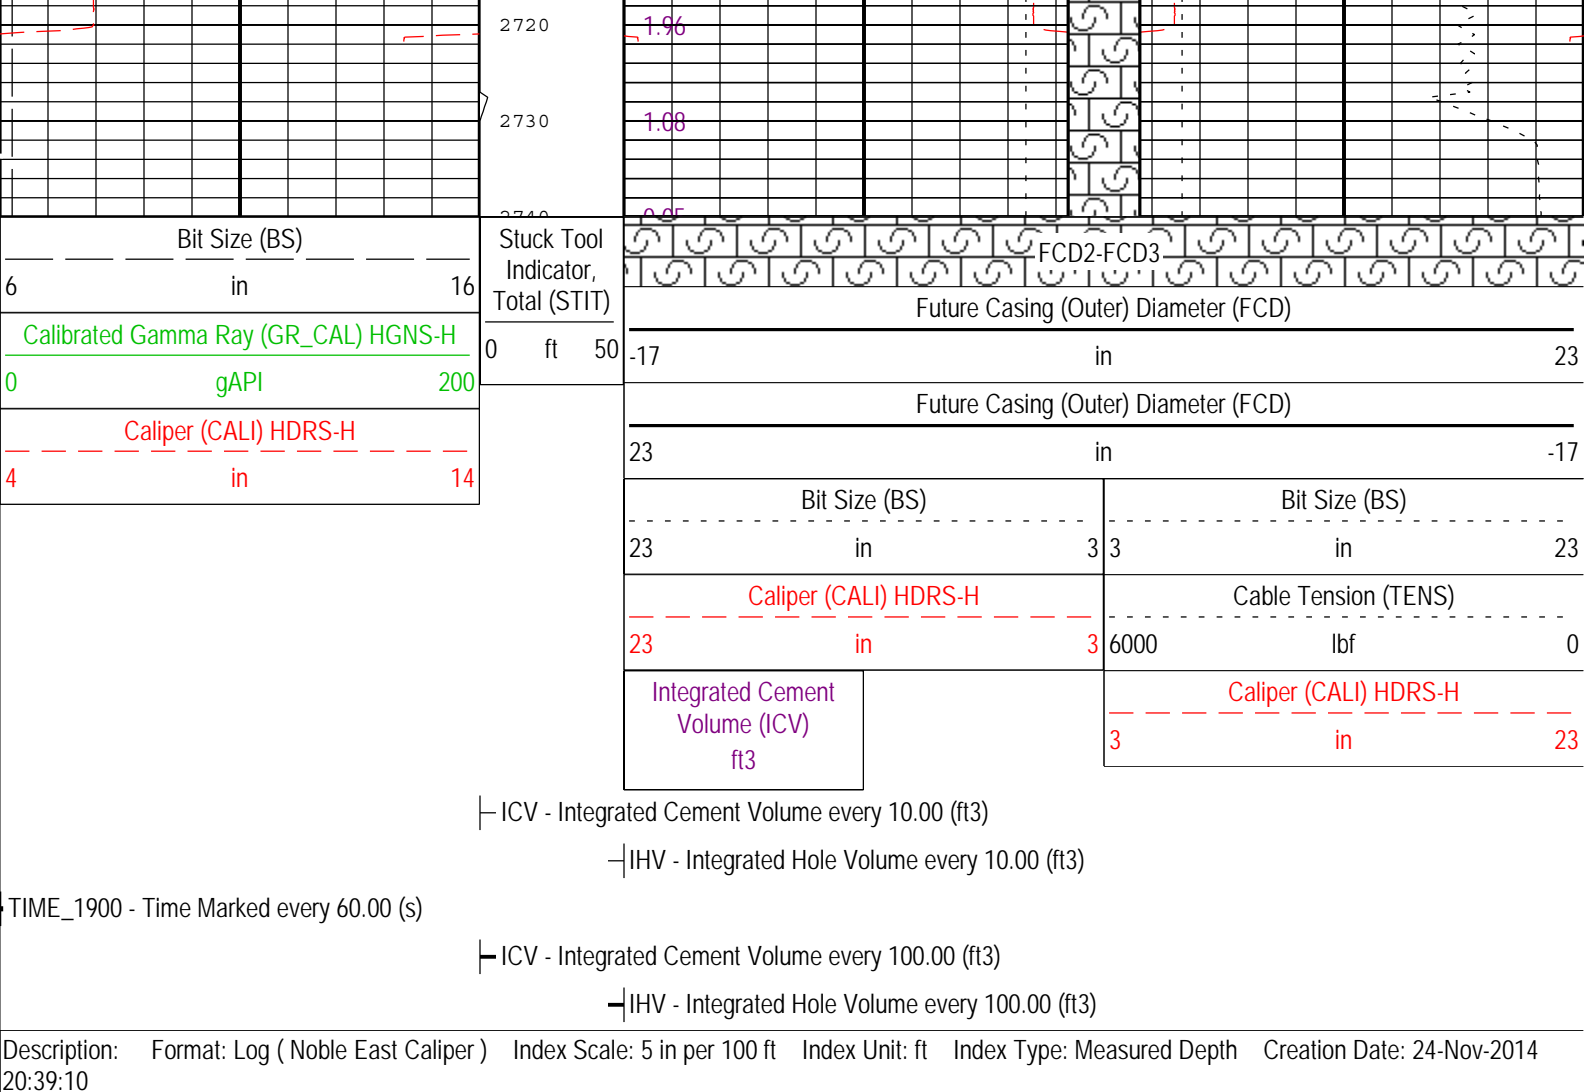 2720
1.96
2730
1.08
2740
0.05
Bit Size (BS)
6 in 16
Calibrated Gamma Ray (GR_CAL) HGNS-H
0 gAPI 200
Caliper (CALI) HDRS-H
4 in 14
Stuck Tool
Indicator,
Total (STIT)
0 ft 50
FCD2-FCD3
Future Casing (Outer) Diameter (FCD)
-17 in 23
Future Casing (Outer) Diameter (FCD)
23 in -17
Bit Size (BS)
23 in 3
Bit Size (BS)
3 in 23
Caliper (CALI) HDRS-H
23 in 3
Cable Tension (TENS)
6000 lbf 0
Integrated Cement
Volume (ICV)
ft3
Caliper (CALI) HDRS-H
3 in 23
ICV - Integrated Cement Volume every 10.00 (ft3)
IHV - Integrated Hole Volume every 10.00 (ft3)
TIME_1900 - Time Marked every 60.00 (s)
ICV - Integrated Cement Volume every 100.00 (ft3)
IHV - Integrated Hole Volume every 100.00 (ft3)
Description: Format: Log ( Noble East Caliper ) Index Scale: 5 in per 100 ft Index Unit: ft Index Type: Measured Depth Creation Date: 24-Nov-2014
20:39:10